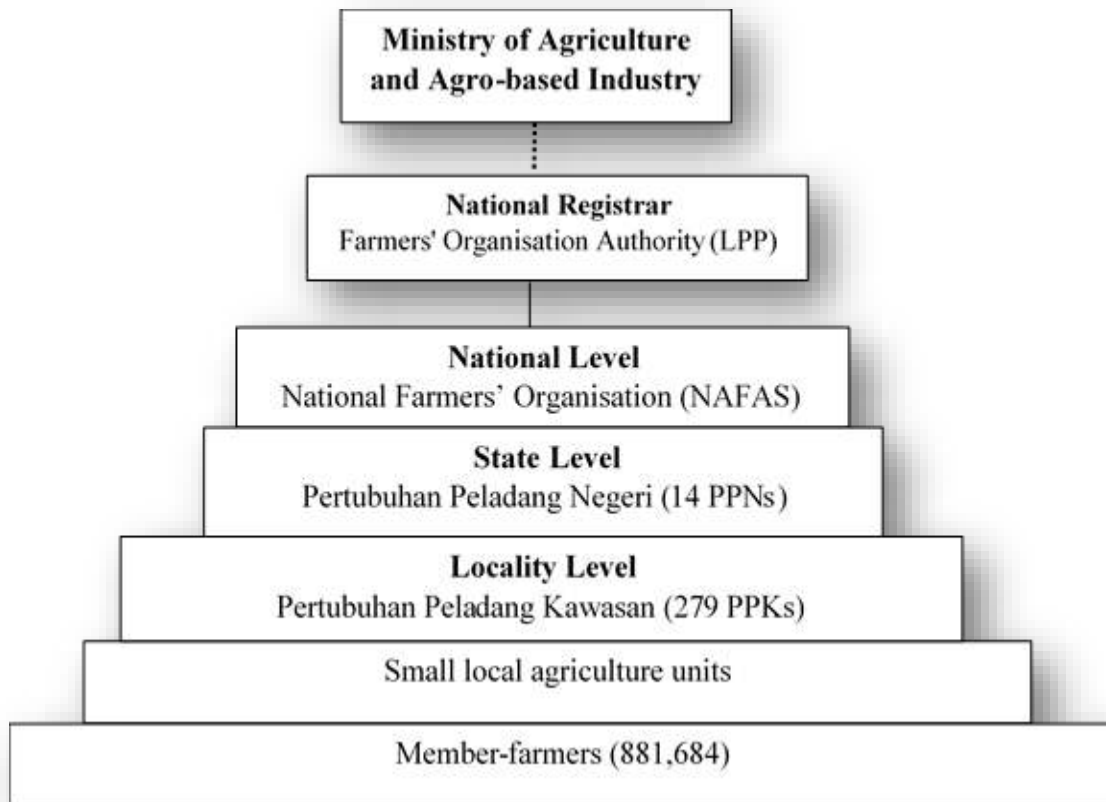 Ministry of Agriculture
and Agro-based Industry
National Registrar
Farmers' Organisation Authority (LPP)
National Level
National Farmers’ Organisation (NAFAS)
State Level
Pertubuhan Peladang Negeri (14 PPNs)
Locality Level
Pertubuhan Peladang Kawasan (279 PPKs)
Small local agriculture units
Member-farmers (881,684)